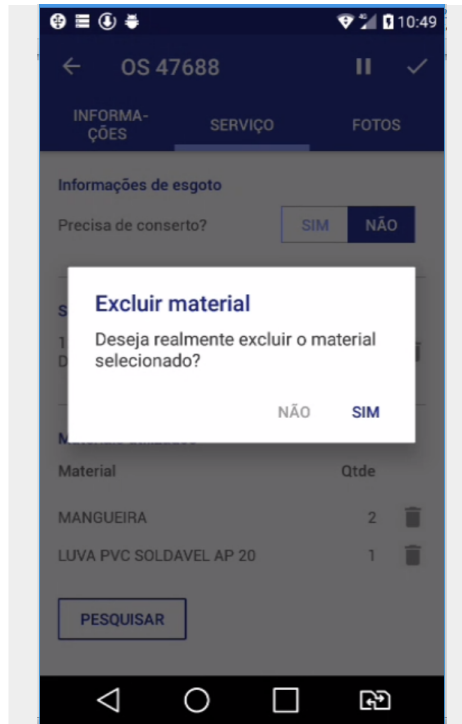 10:49
OS 47688
INFORMA-
ÇÕES
SERVIÇO
FOTOS
Informações de esgoto
Precisa de conserto?
SIM
NÃO
Excluir material
Deseja realmente excluir o material
selecionado?
NÃO
SIM
Material
Qtde
MANGUEIRA
2
LUVA PVC SOLDAVEL AP 20
1
PESQUISAR